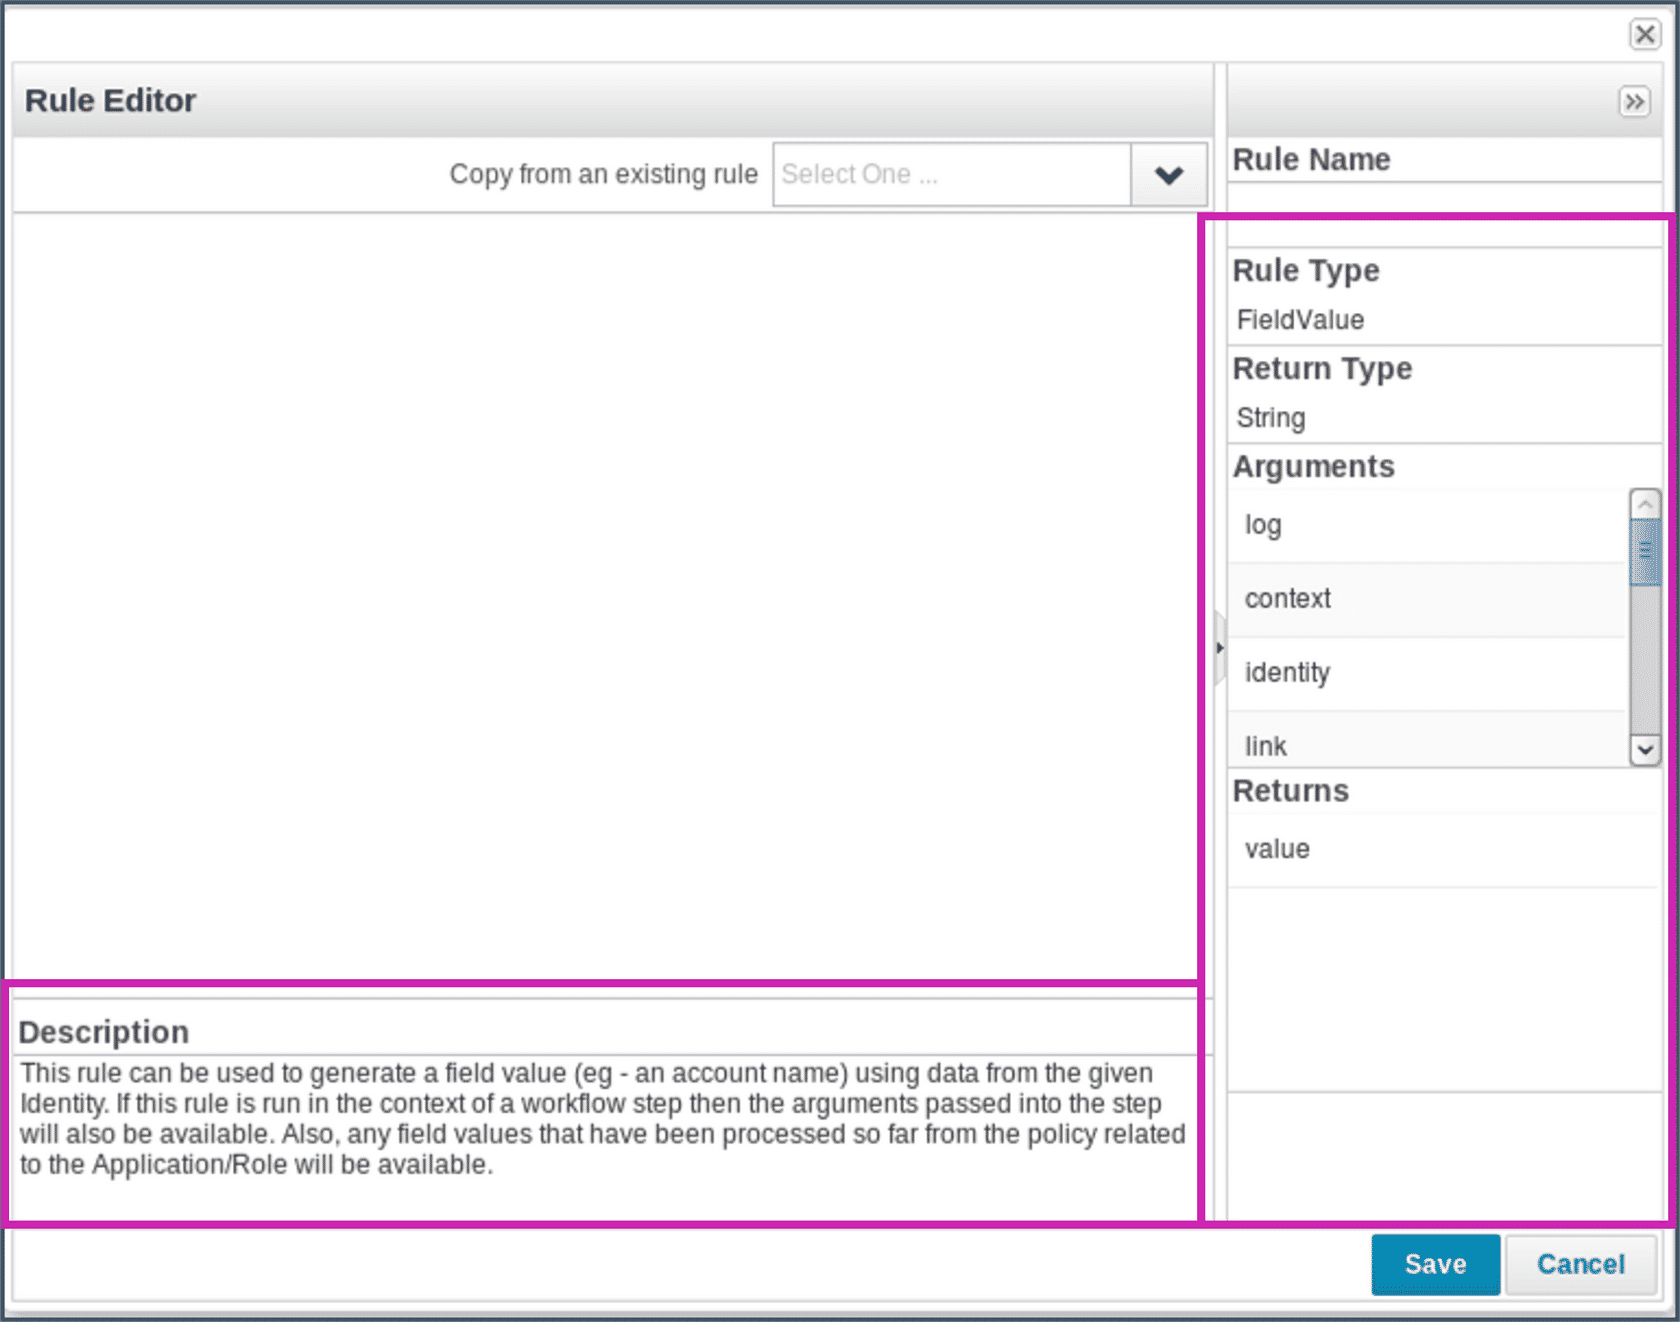 Rule Editor
Copy from an existing rule
Select One ...
Rule Name
Rule Type
FieldValue
Return Type
String
Arguments
log
context
identity
link
Returns
value
Description
This rule can be used to generate a field value (eg - an account name) using data from the given
Identity. If this rule is run in the context of a workflow step then the arguments passed into the step
will also be available. Also, any field values that have been processed so far from the policy related
to the Application/Role will be available.
Save
Cancel